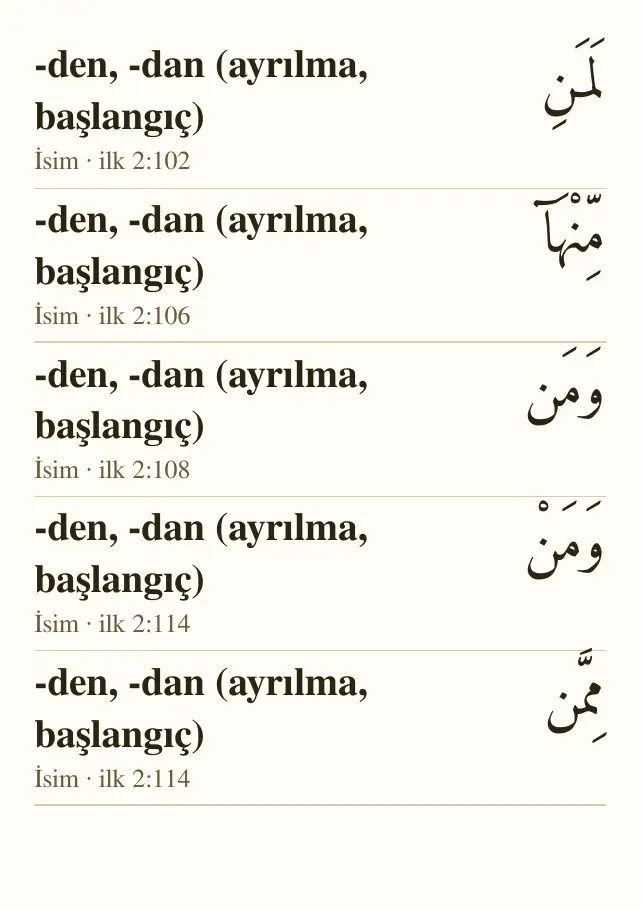 -den, -dan (ayrılma, لَمَنِ
başlangıç)
İsim · ilk 2:102
-den, -dan (ayrılma, مِّنْهَآ
başlangıç)
İsim · ilk 2:106
-den, -dan (ayrılma, وَمَن
başlangıç)
İsim · ilk 2:108
-den, -dan (ayrılma, وَمَنْ
başlangıç)
İsim · ilk 2:114
-den, -dan (ayrılma, مِمَّن
başlangıç)
İsim · ilk 2:114